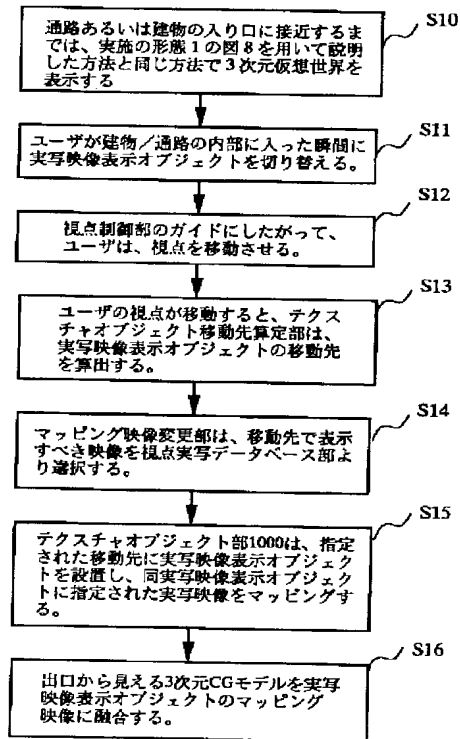 S10
通路あるいは建物の入り口に接近するま
では、実施の形態１の図８を用いて説明
した方法と同じ方法で３次元仮想世界を
表示する
S11
ユーザが建物／通路の内部に入った瞬間に
実写映像表示オブジェクトを切り替える。
S12
視点制御部のガイドにしたがって、
ユーザは、視点を移動させる。
S13
ユーザの視点が移動すると、テクス
チャオブジェクト移動先算定部は、
実写映像表示オブジェクトの移動先
を算出する。
S14
マッピング映像変更部は、移動先で表示
すべき映像を視点実写データベース部よ
り選択する。
S15
テクスチャオブジェクト部1000は、指定
された移動先に実写映像表示オブジェク
トを設置し、同実写映像表示オブジェク
トに指定された実写映像をマッピングす
る。
S16
出口から見える3次元CGモデルを実写
映像表示オブジェクトのマッピング
映像に融合する。